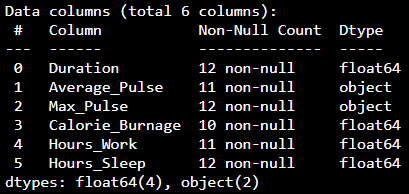 Data columns (total 6 columns):
 #   Column           Non-Null Count  Dtype
---  ------           --------------  -----
 0   Duration         12 non-null     float64
 1   Average_Pulse    11 non-null     object
 2   Max_Pulse        12 non-null     object
 3   Calorie_Burnage  10 non-null     float64
 4   Hours_Work       11 non-null     float64
 5   Hours_Sleep      12 non-null     float64
dtypes: float64(4), object(2)